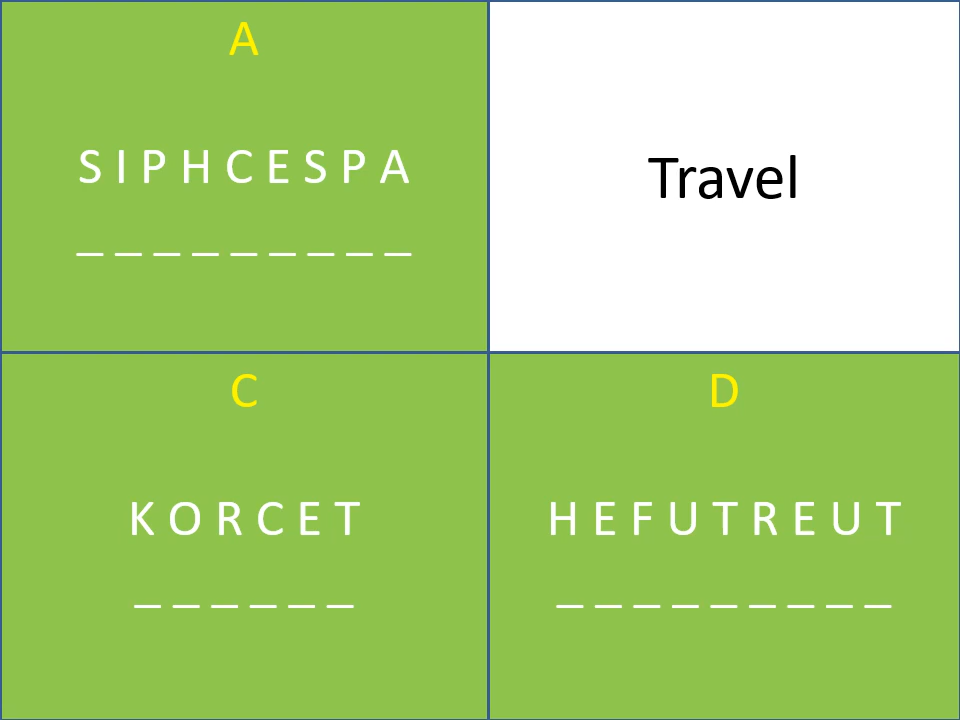 A
S I P H C E S P A
_ _ _ _ _ _ _ _ _
Travel
C
K O R C E T
_ _ _ _ _ _
D
H E F U T R E U T
_ _ _ _ _ _ _ _ _